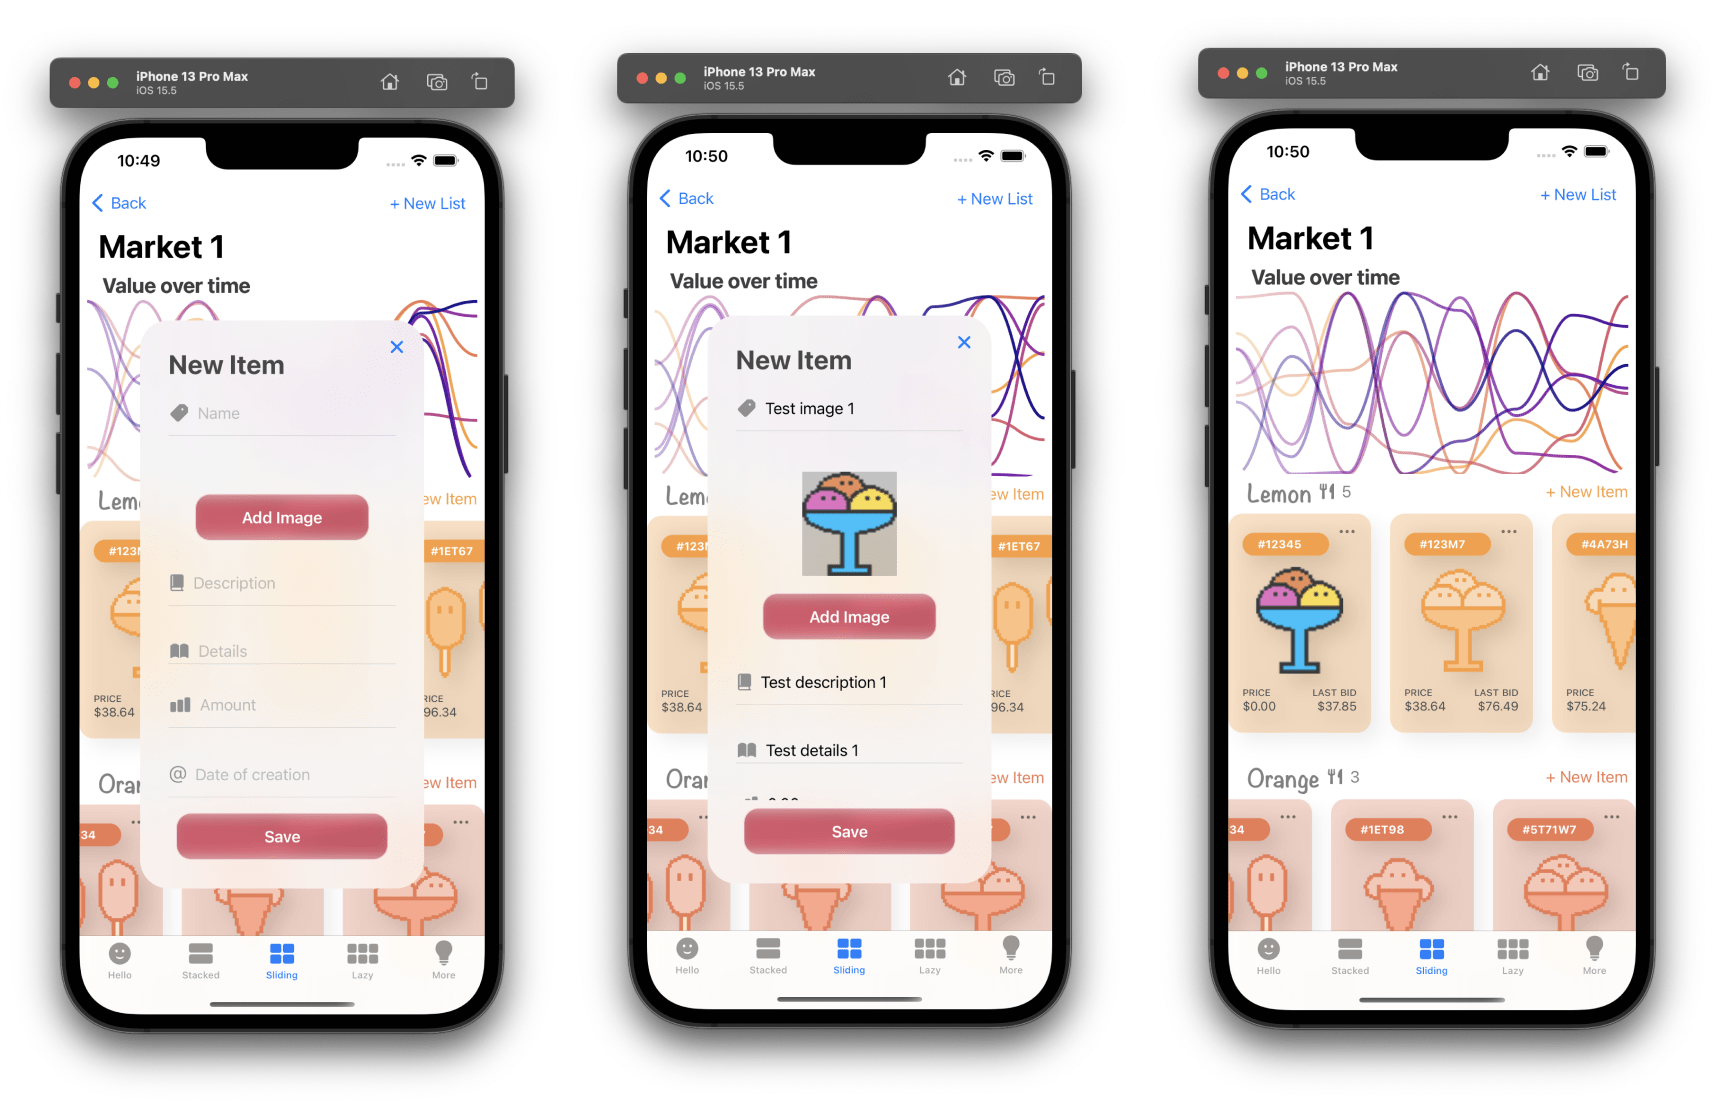 iPhone 13 Pro Max
iOS 15.5
10:49
Back
+ New List
Market 1
Value over time
New Item
Name
Lemo
ew Item
Add Image
#123
#1ET67
Description
Details
PRICE
$38.64
RICE
96.34
Amount
Date of creation
Oran
ew Item
34
Save
Hello
Stacked
Sliding
Lazy
More
iPhone 13 Pro Max
iOS 15.5
10:50
Back
+ New List
Market 1
Value over time
New Item
Test image 1
Lem
ew Item
#123
#1ET67
Add Image
Test description 1
PRICE
$38.64
RICE
96.34
Test details 1
Ora
ew Item
34
Save
Hello
Stacked
Sliding
Lazy
More
iPhone 13 Pro Max
iOS 15.5
10:50
Back
+ New List
Market 1
Value over time
Lemon 5
+ New Item
#12345
#123M7
#4A73H
PRICE LAST BID
$0.00 $37.85
PRICE LAST BID
$38.64 $76.49
PRICE
$75.24
Orange 3
+ New Item
34
#1ET98
#5T71W7
Hello
Stacked
Sliding
Lazy
More